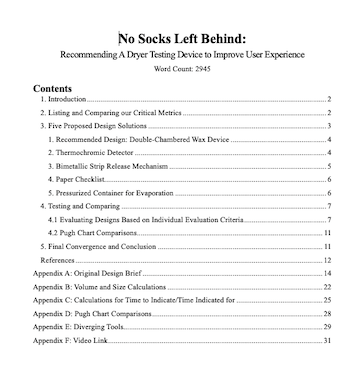 No Socks Left Behind:
Recommending A Dryer Testing Device to Improve User Experience
Word Count: 2945
Contents
1. Introduction 2
2. Listing and Comparing our Critical Metrics 2
3. Five Proposed Design Solutions 3
1. Recommended Design: Double-Chambered Wax Device 4
2. Thermochromic Detector 4
3. Bimetallic Strip Release Mechanism 5
4. Paper Checklist 6
5. Pressurized Container for Evaporation 6
4. Testing and Comparing 7
4.1 Evaluating Designs Based on Individual Evaluation Criteria 7
4.2 Pugh Chart Comparisons 11
5. Final Convergence and Conclusion 11
References 12
Appendix A: Original Design Brief 14
Appendix B: Volume and Size Calculations 22
Appendix C: Calculations for Time to Indicate/Time Indicated for 25
Appendix D: Pugh Chart Comparisons 28
Appendix E: Diverging Tools 29
Appendix F: Video Link 31